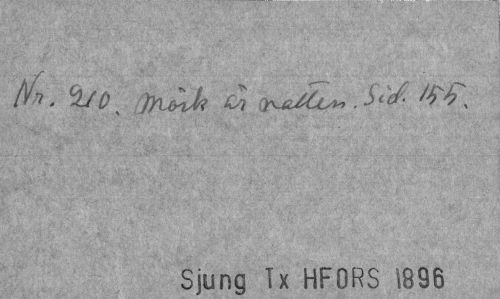 Nr. 210. Mörk är natten. Sid. 155.
Sjung Tx HFORS 1896